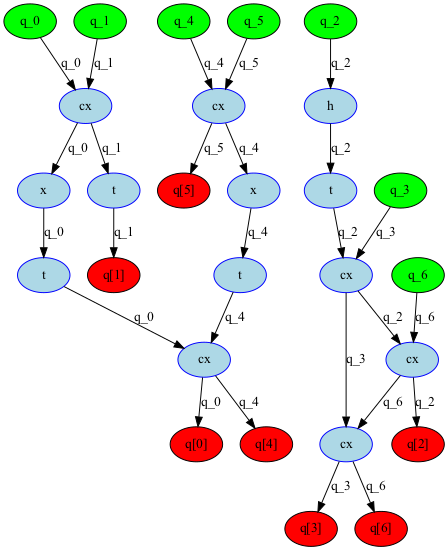 q_0 q_1 q_4 q_5 q_2
q_0 q_1 q_4 q_5 q_2
cx cx h
q_0 q_1 q_5 q_4 q_2
x t q[5] x t q_3
q_0 q_1 q_4 q_2 q_3
t q[1] t cx q_6
q_0 q_4 q_3 q_2 q_6
cx cx
q_0 q_4 q_6 q_2
q[0] q[4] cx q[2]
q_3 q_6
q[3] q[6]